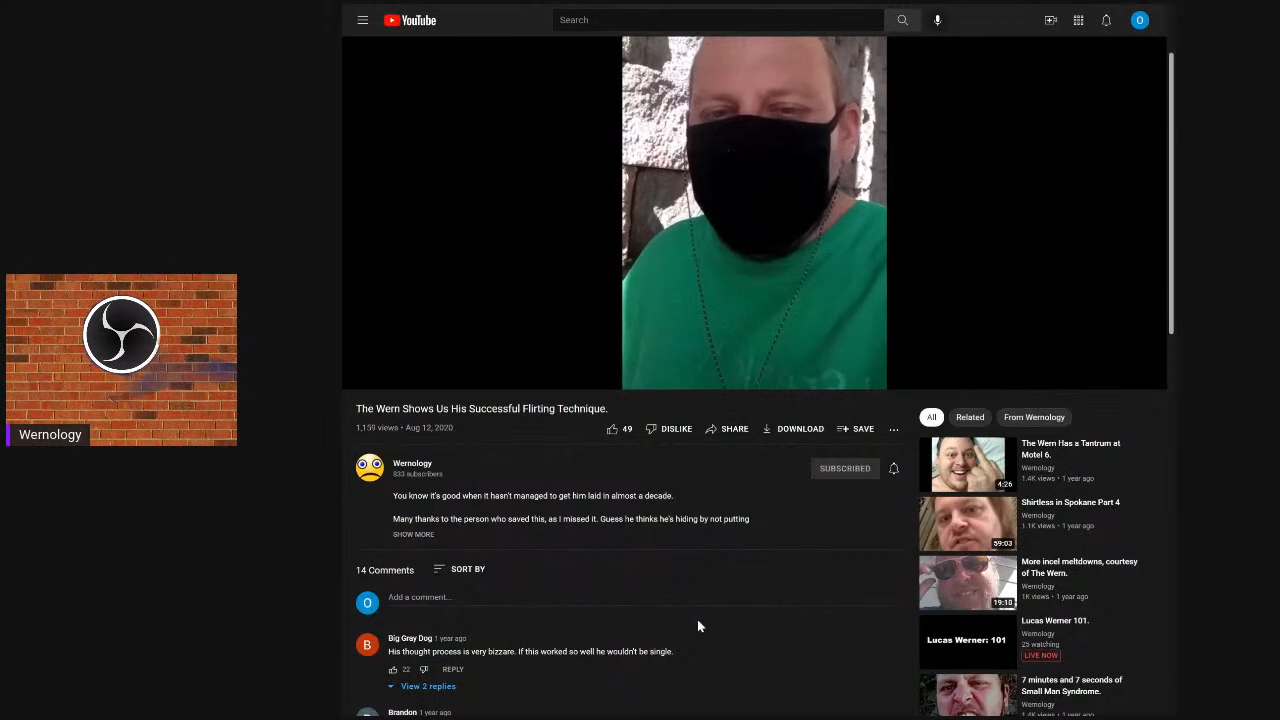 YouTube
Search
O
The Wern Shows Us His Successful Flirting Technique.
1,159 views • Aug 12, 2020
49
DISLIKE
SHARE
DOWNLOAD
SAVE
Wernology
833 subscribers
SUBSCRIBED
You know it's good when it hasn't managed to get him laid in almost a decade.
Many thanks to the person who saved this, as I missed it. Guess he thinks he's hiding by not putting
SHOW MORE
14 Comments
SORT BY
O
Add a comment...
B
Big Gray Dog 1 year ago
His thought process is very bizzare. If this worked so well he wouldn't be single.
22
REPLY
View 2 replies
Brandon 1 year ago
All
Related
From Wernology
The Wern Has a Tantrum at
Motel 6.
Wernology
1.4K views • 1 year ago
4:26
Shirtless in Spokane Part 4
Wernology
1.1K views • 1 year ago
59:03
More incel meltdowns, courtesy
of The Wern.
Wernology
1K views • 1 year ago
19:10
Lucas Werner: 101
Lucas Werner 101.
Wernology
25 watching
LIVE NOW
7 minutes and 7 seconds of
Small Man Syndrome.
Wernology
1.4K views • 1 year ago
Wernology